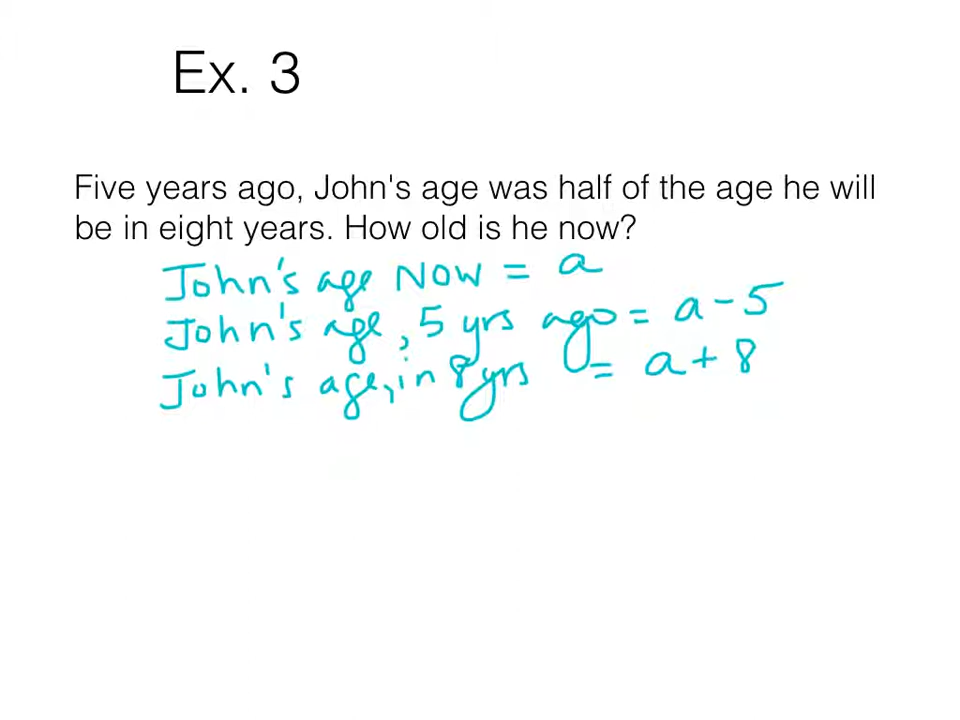 Ex. 3
Five years ago, John's age was half of the age he will
be in eight years. How old is he now?
John's age NOW = a
John's age, 5 yrs ago = a - 5
John's age, in 8 yrs = a + 8